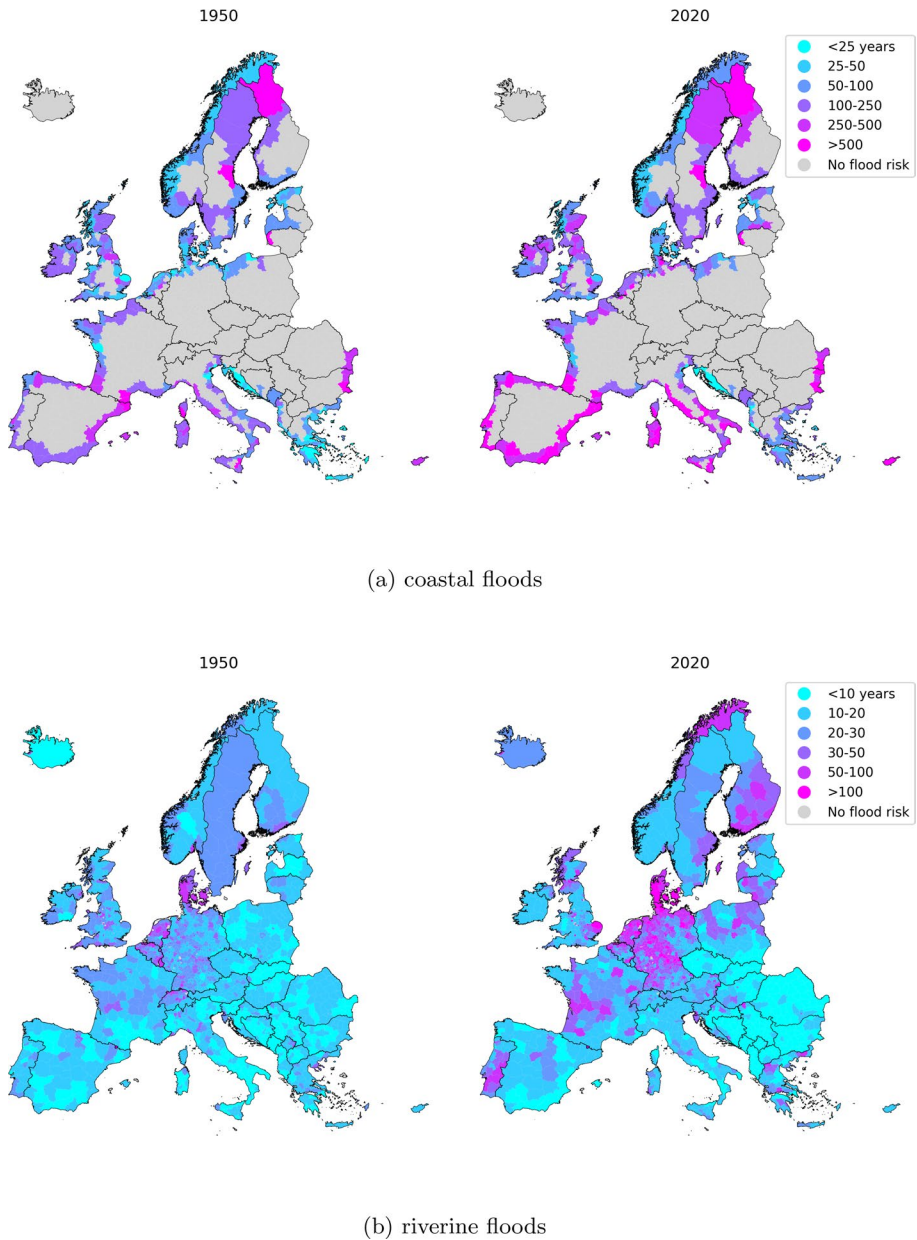 1950
2020
<25 years
25-50
50-100
100-250
250-500
>500
No flood risk
(a) coastal floods
1950
2020
<10 years
10-20
20-30
30-50
50-100
>100
No flood risk
(b) riverine floods